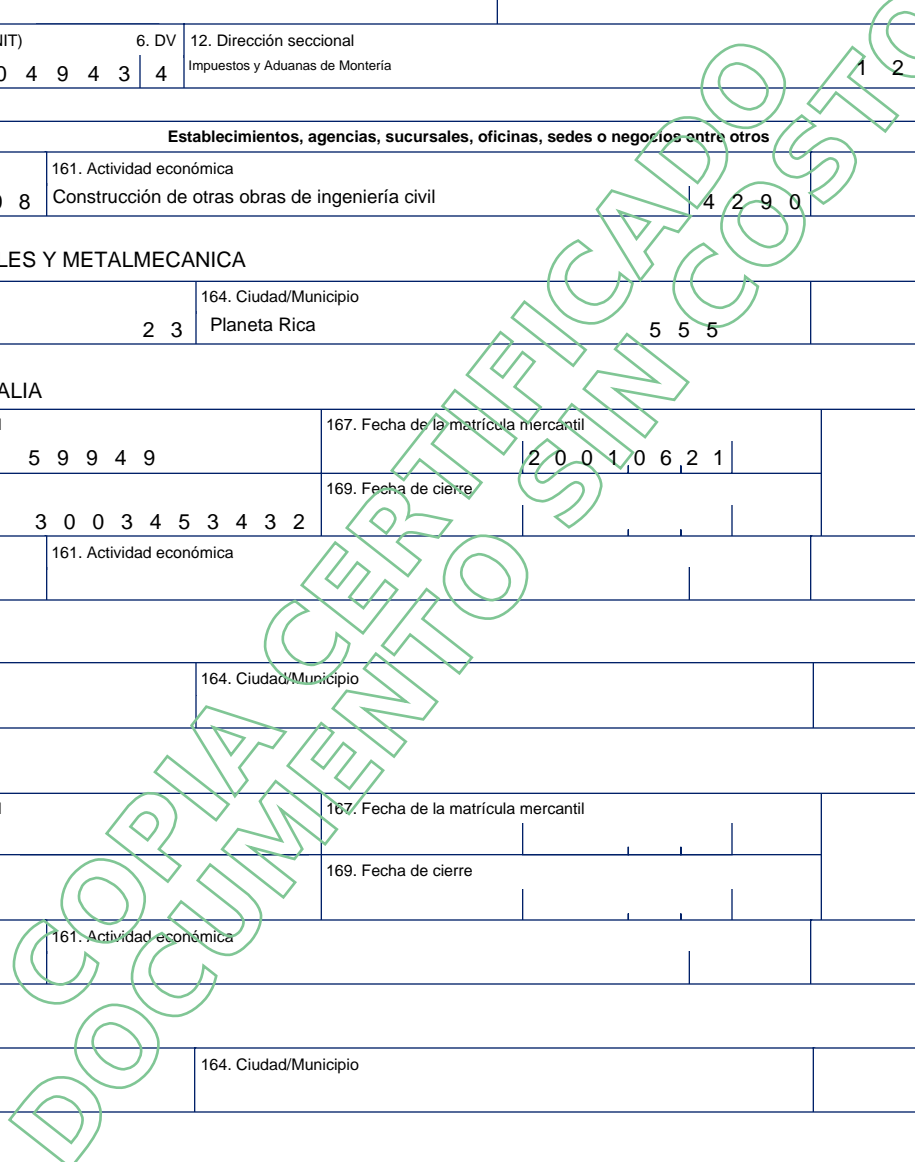 NIT) 6. DV 12. Dirección seccional
0 4 9 4 3 4 Impuestos y Aduanas de Montería 1 2
Establecimientos, agencias, sucursales, oficinas, sedes o negocios entre otros
161. Actividad económica
8 Construcción de otras obras de ingeniería civil 4 2 9 0
LES Y METALMECANICA
164. Ciudad/Municipio
2 3 Planeta Rica 5 5 5
ALIA
167. Fecha de la matrícula mercantil
5 9 9 4 9 2 0 0 1 0 6 2 1
169. Fecha de cierre
3 0 0 3 4 5 3 4 3 2
161. Actividad económica
164. Ciudad/Municipio
167. Fecha de la matrícula mercantil
169. Fecha de cierre
161. Actividad económica
164. Ciudad/Municipio
COPIA CERTIFICADO
DOCUMENTO SIN COSTO